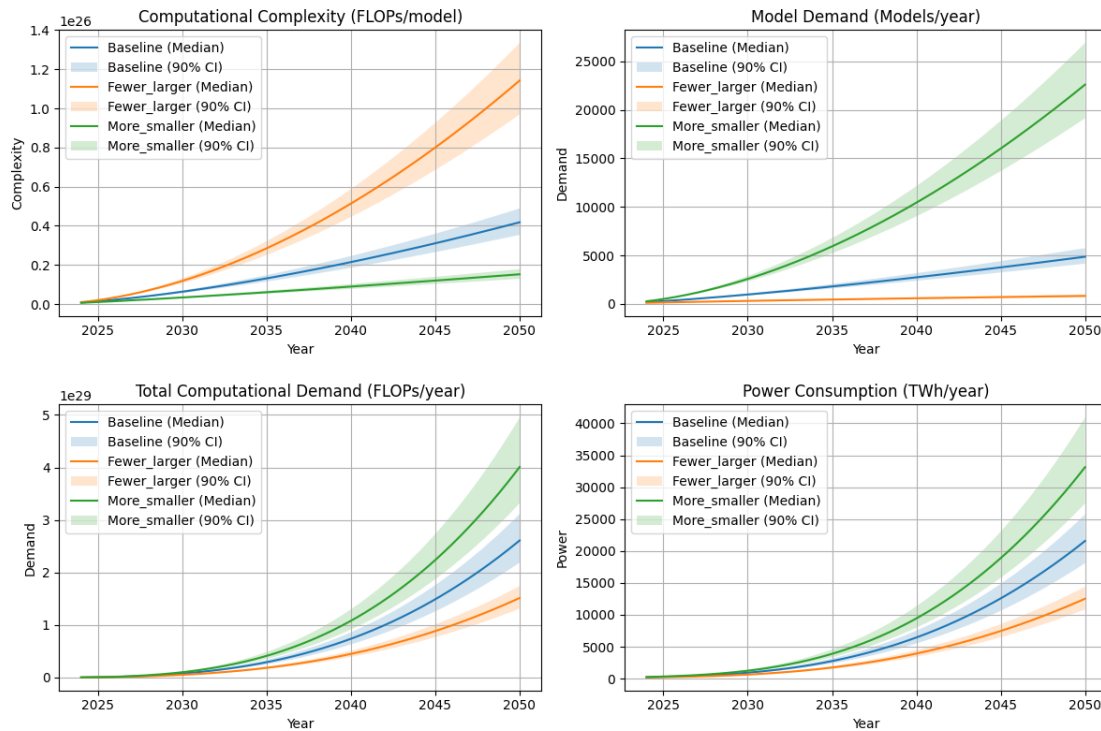 Computational Complexity (FLOPs/model)
1e26
1.4
1.2
1.0
0.8
0.6
0.4
0.2
0.0
Complexity
Baseline (Median)
Baseline (90% CI)
Fewer_larger (Median)
Fewer_larger (90% CI)
More_smaller (Median)
More_smaller (90% CI)
2025 2030 2035 2040 2045 2050
Year
Model Demand (Models/year)
25000
20000
15000
10000
5000
0
Demand
Baseline (Median)
Baseline (90% CI)
Fewer_larger (Median)
Fewer_larger (90% CI)
More_smaller (Median)
More_smaller (90% CI)
2025 2030 2035 2040 2045 2050
Year
Total Computational Demand (FLOPs/year)
1e29
5
4
3
2
1
0
Demand
Baseline (Median)
Baseline (90% CI)
Fewer_larger (Median)
Fewer_larger (90% CI)
More_smaller (Median)
More_smaller (90% CI)
2025 2030 2035 2040 2045 2050
Year
Power Consumption (TWh/year)
40000
35000
30000
25000
20000
15000
10000
5000
0
Power
Baseline (Median)
Baseline (90% CI)
Fewer_larger (Median)
Fewer_larger (90% CI)
More_smaller (Median)
More_smaller (90% CI)
2025 2030 2035 2040 2045 2050
Year